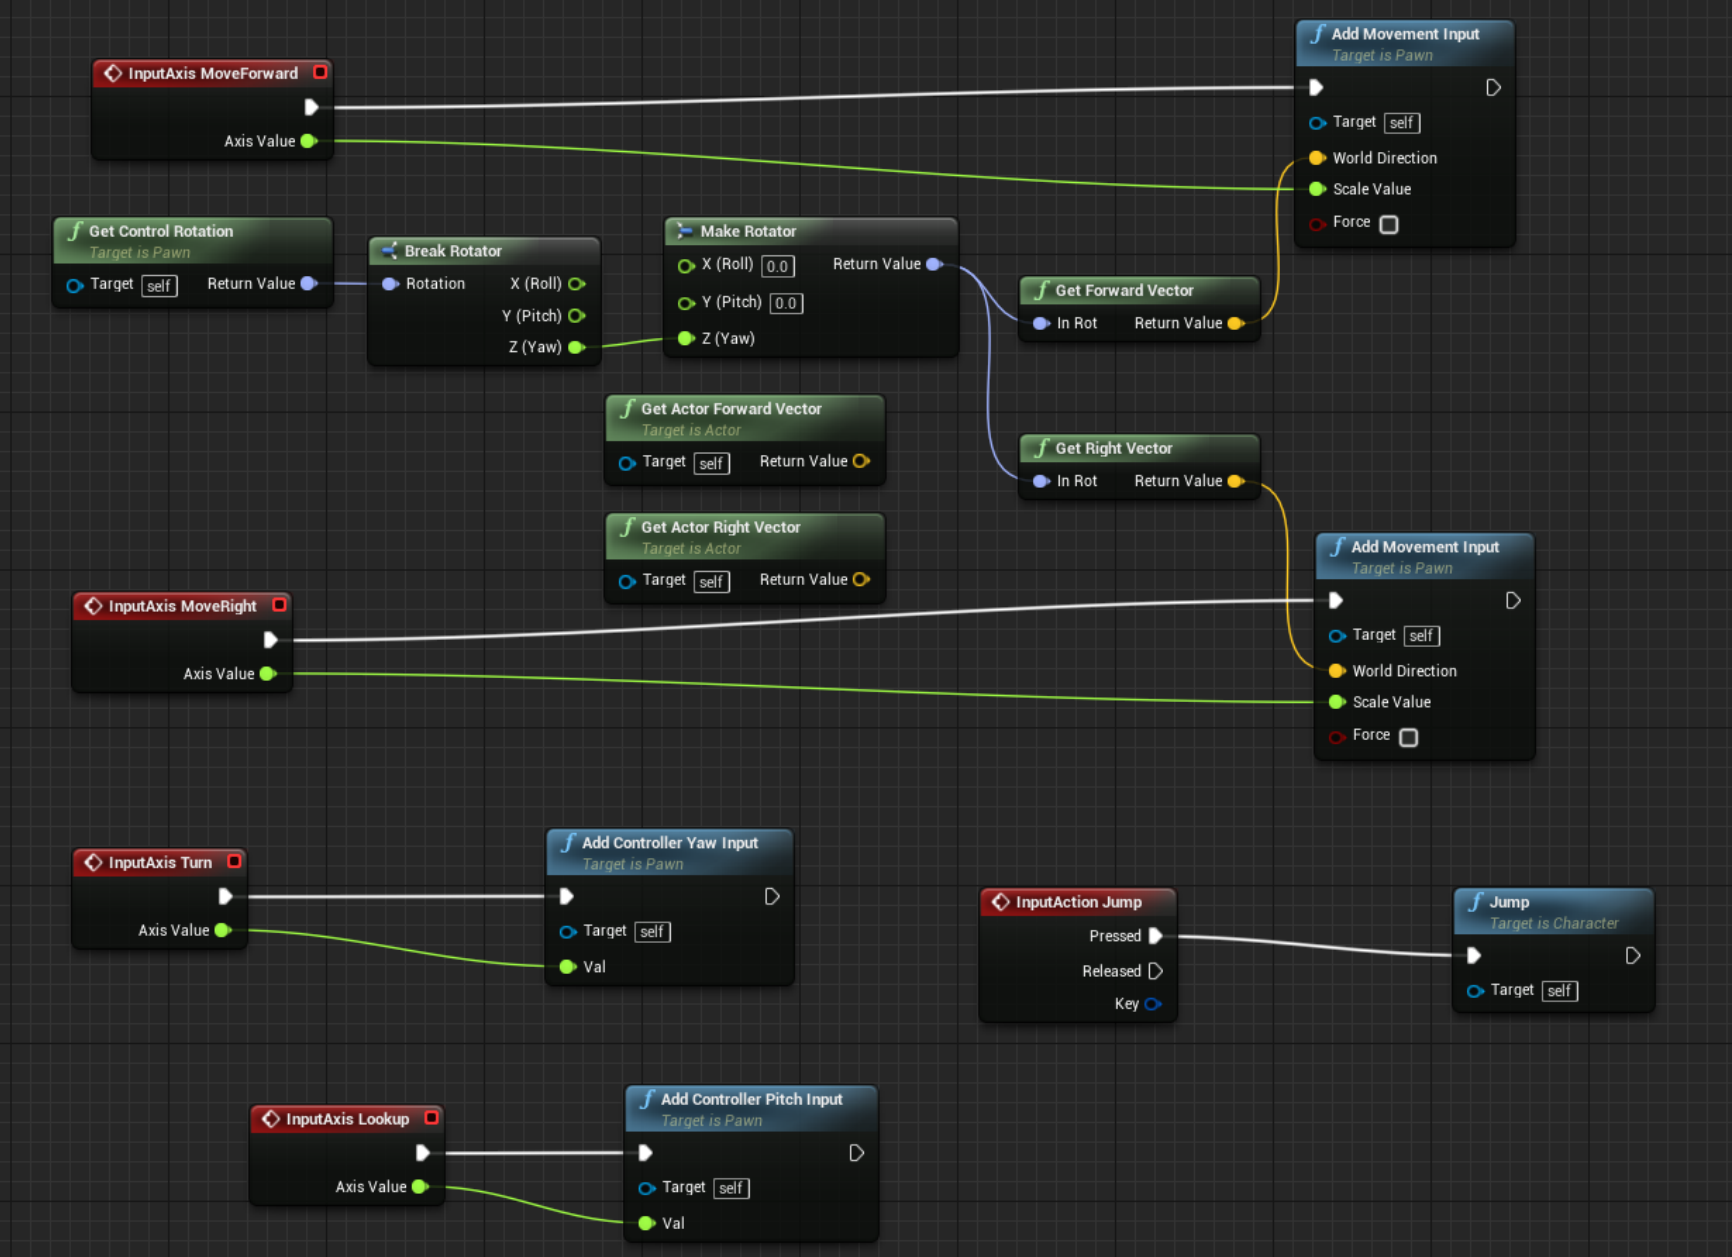 Add Movement Input
Target is Pawn
Target self
World Direction
Scale Value
Force
InputAxis MoveForward
Axis Value
Get Control Rotation
Target is Pawn
Target self Return Value
Break Rotator
Rotation X (Roll)
Y (Pitch)
Z (Yaw)
Make Rotator
X (Roll) 0.0 Return Value
Y (Pitch) 0.0
Z (Yaw)
Get Forward Vector
In Rot Return Value
Get Actor Forward Vector
Target is Actor
Target self Return Value
Get Right Vector
In Rot Return Value
Get Actor Right Vector
Target is Actor
Target self Return Value
Add Movement Input
Target is Pawn
Target self
World Direction
Scale Value
Force
InputAxis MoveRight
Axis Value
InputAxis Turn
Axis Value
Add Controller Yaw Input
Target is Pawn
Target self
Val
InputAction Jump
Pressed
Released
Key
Jump
Target is Character
Target self
InputAxis Lookup
Axis Value
Add Controller Pitch Input
Target is Pawn
Target self
Val